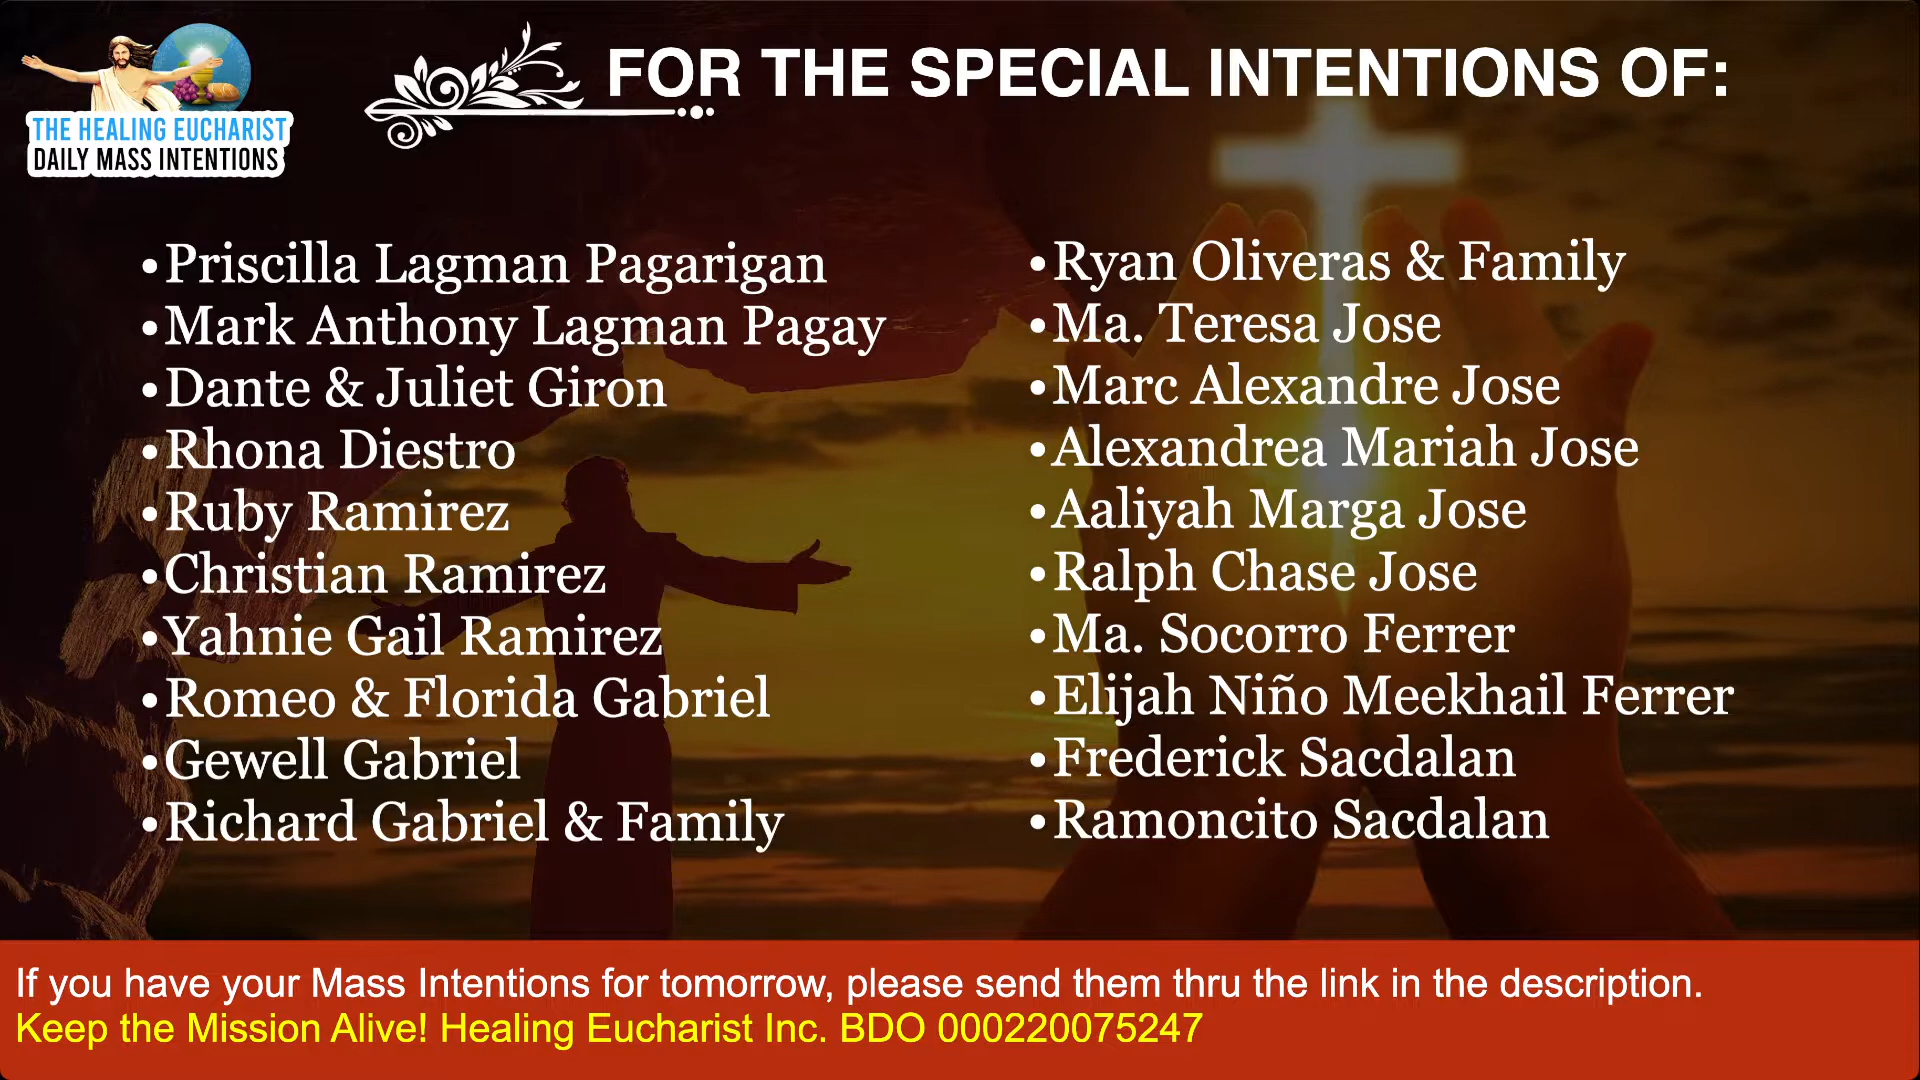 THE HEALING EUCHARIST
DAILY MASS INTENTIONS
FOR THE SPECIAL INTENTIONS OF:
•Priscilla Lagman Pagarigan
•Mark Anthony Lagman Pagay
•Dante & Juliet Giron
•Rhona Diestro
•Ruby Ramirez
•Christian Ramirez
•Yahnie Gail Ramirez
•Romeo & Florida Gabriel
•Gewell Gabriel
•Richard Gabriel & Family
•Ryan Oliveras & Family
•Ma. Teresa Jose
•Marc Alexandre Jose
•Alexandrea Mariah Jose
•Aaliyah Marga Jose
•Ralph Chase Jose
•Ma. Socorro Ferrer
•Elijah Niño Meekhail Ferrer
•Frederick Sacdalan
•Ramoncito Sacdalan
If you have your Mass Intentions for tomorrow, please send them thru the link in the description.
Keep the Mission Alive! Healing Eucharist Inc. BDO 000220075247